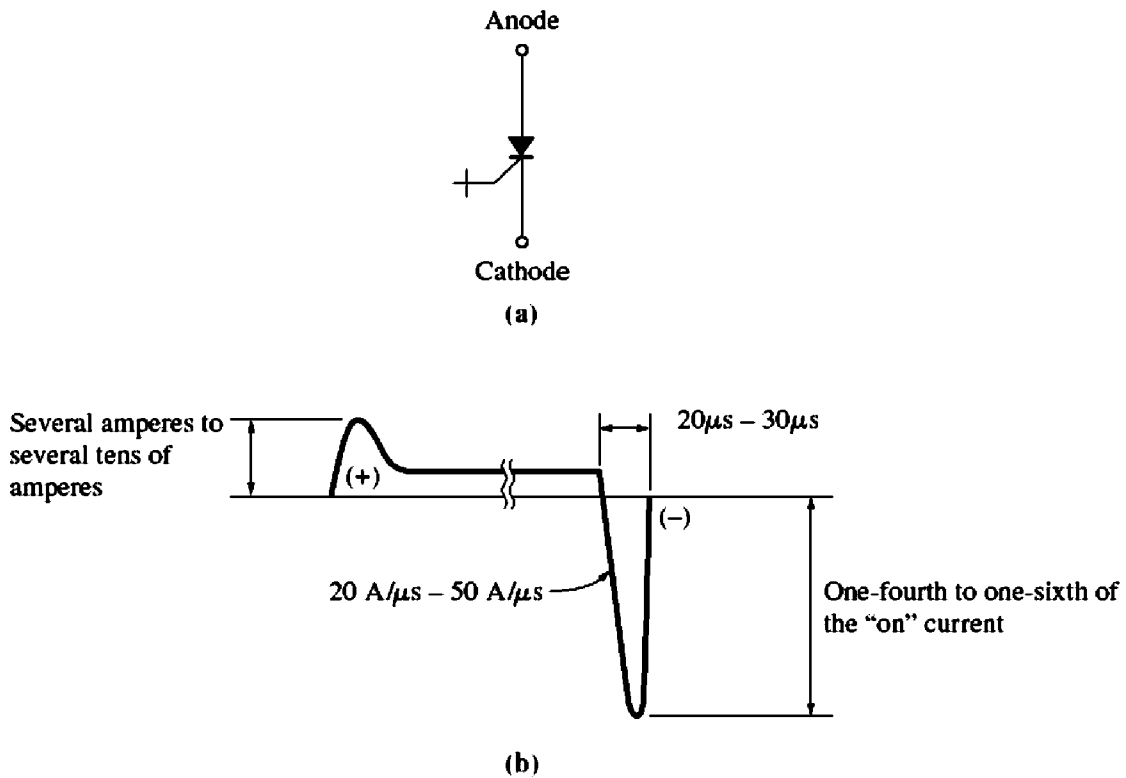 Anode
Cathode
(a)
Several amperes to
several tens of
amperes
(+)
20μs – 30μs
(–)
20 A/μs – 50 A/μs
One-fourth to one-sixth of
the “on” current
(b)